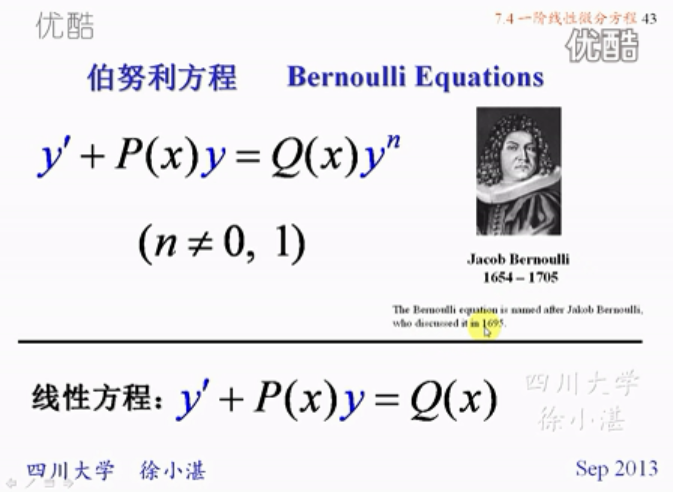 优酷
7.4 一阶线性微分方程 43
优酷
伯努利方程 Bernoulli Equations
y′ + P(x)y = Q(x)yⁿ
(n ≠ 0, 1)
Jacob Bernoulli
1654 – 1705
The Bernoulli equation is named after Jakob Bernoulli,
who discussed it in 1695.
线性方程: y′ + P(x)y = Q(x)
四川大学
徐小湛
四川大学 徐小湛
Sep 2013